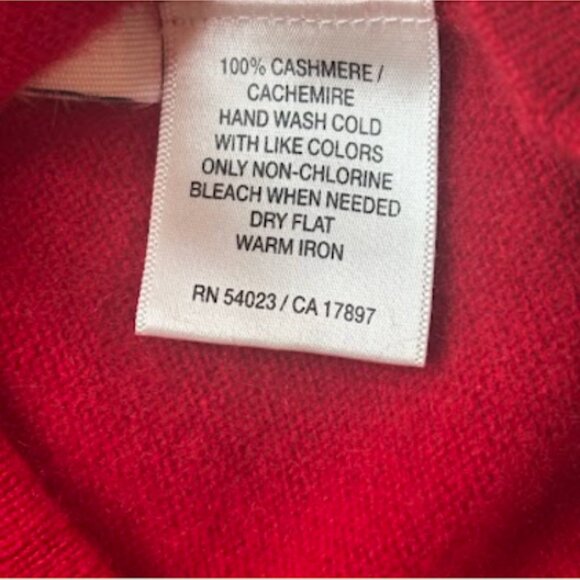 100% CASHMERE /
CACHEMIRE
HAND WASH COLD
WITH LIKE COLORS
ONLY NON-CHLORINE
BLEACH WHEN NEEDED
DRY FLAT
WARM IRON
RN 54023 / CA 17897